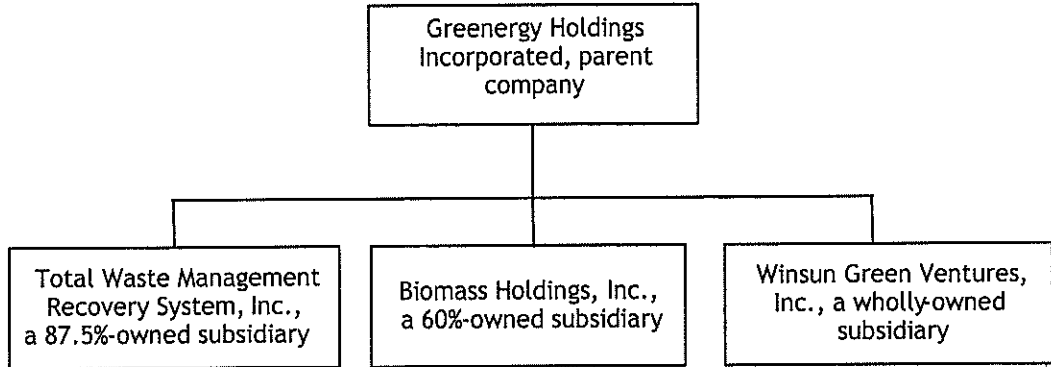 Greenergy Holdings
Incorporated, parent
company
Total Waste Management
Recovery System, Inc.,
a 87.5%-owned subsidiary
Biomass Holdings, Inc.,
a 60%-owned subsidiary
Winsun Green Ventures,
Inc., a wholly-owned
subsidiary